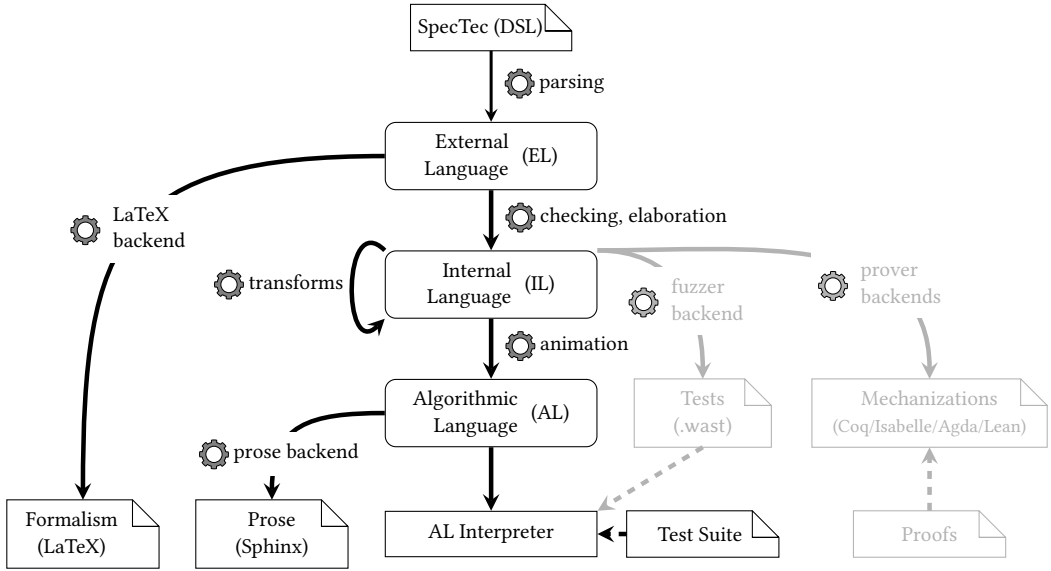 SpecTec (DSL)
parsing
External
Language
(EL)
LaTeX
backend
checking, elaboration
transforms
Internal
Language
(IL)
fuzzer
backend
prover
backends
animation
Algorithmic
Language
(AL)
Tests
(.wast)
Mechanizations
(Coq/Isabelle/Agda/Lean)
prose backend
Formalism
(LaTeX)
Prose
(Sphinx)
AL Interpreter
Test Suite
Proofs